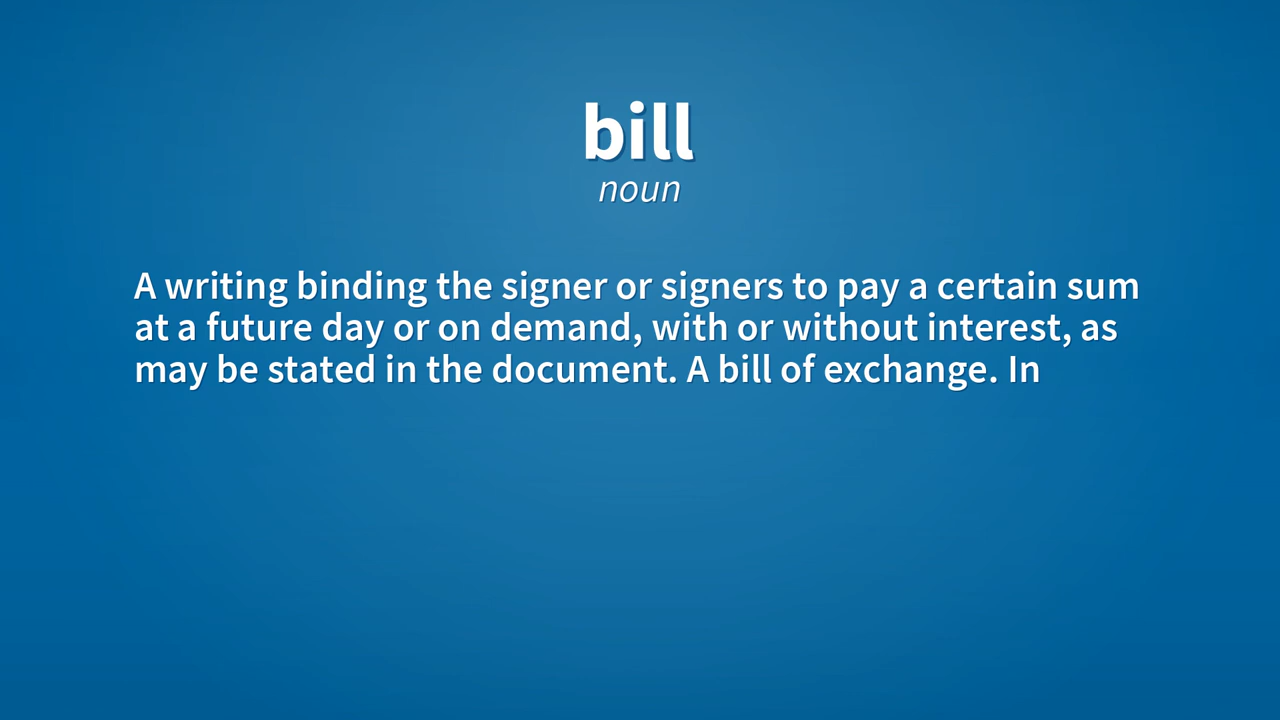 bill
noun
A writing binding the signer or signers to pay a certain sum
at a future day or on demand, with or without interest, as
may be stated in the document. A bill of exchange. In